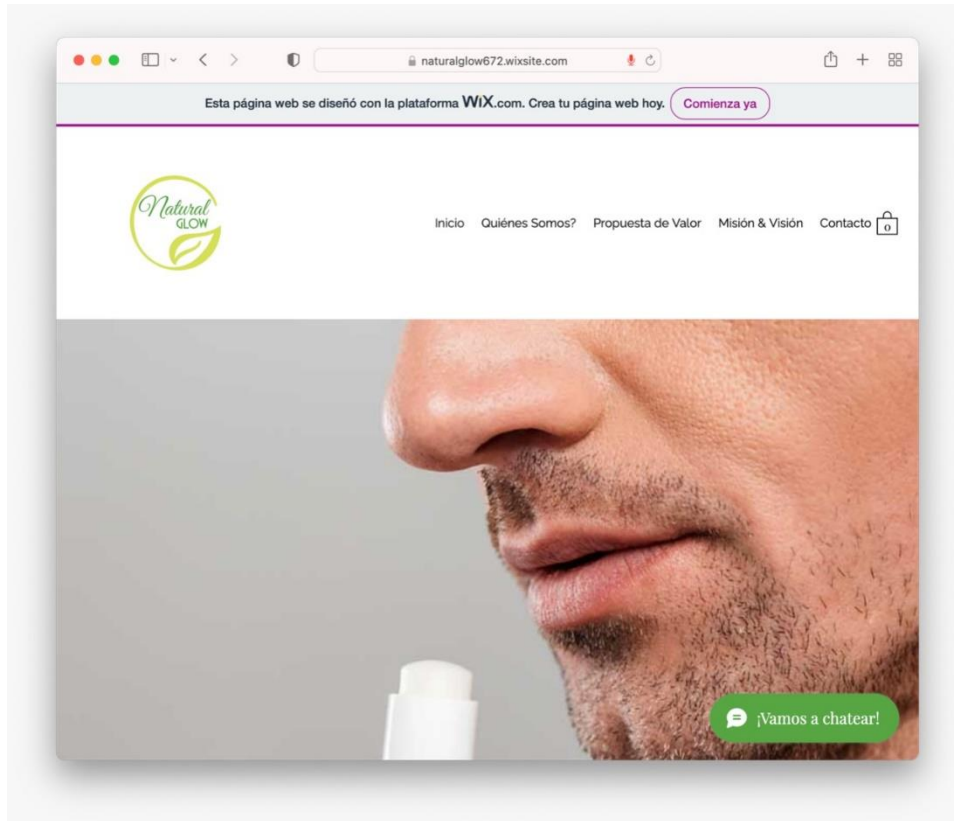 naturalglow672.wixsite.com
Esta página web se diseñó con la plataforma WiX.com. Crea tu página web hoy. Comienza ya
Natural
GLOW
Inicio Quiénes Somos? Propuesta de Valor Misión & Visión Contacto 0
¡Vamos a chatear!